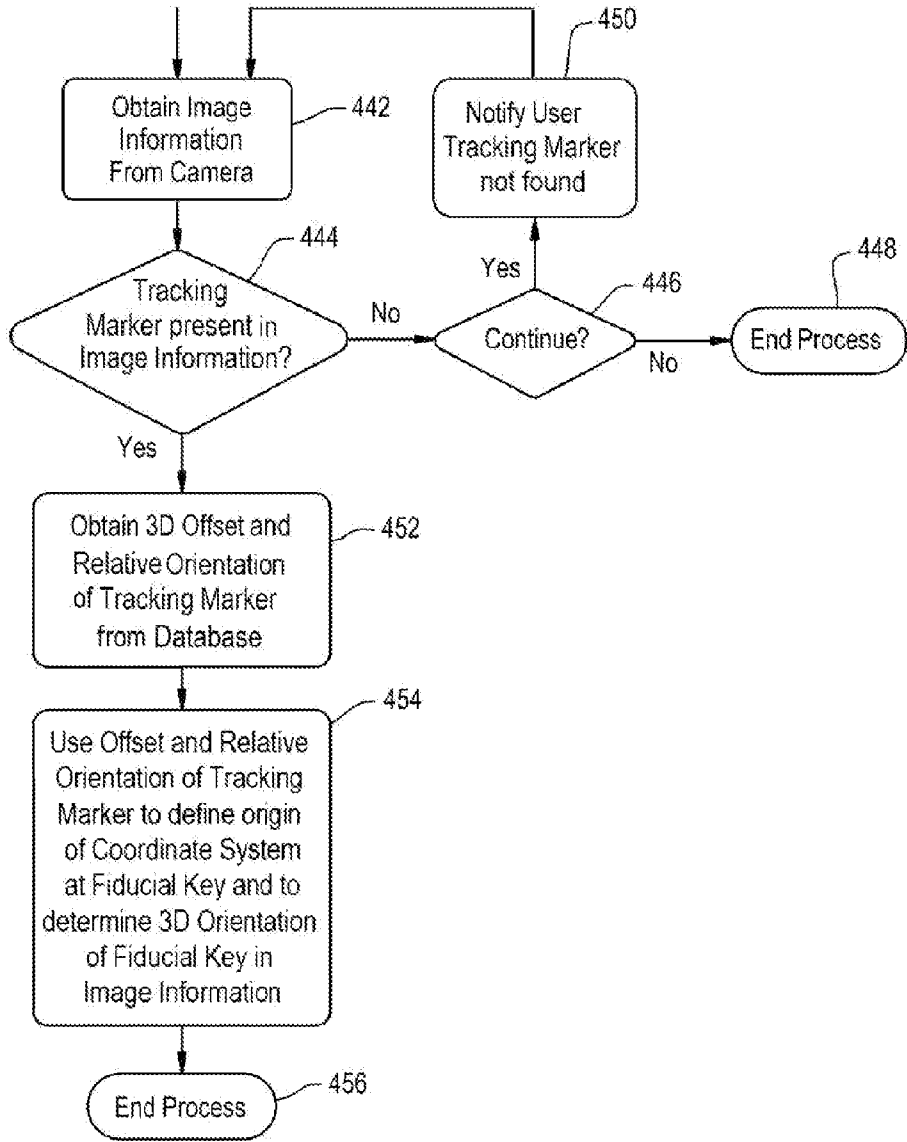 450
Obtain Image
Information
From Camera
442
Notify User
Tracking Marker
not found
444
Tracking
Marker present in
Image Information?
No
Yes
446
Continue?
No
448
End Process
Yes
Obtain 3D Offset and
Relative Orientation
of Tracking Marker
from Database
452
454
Use Offset and Relative
Orientation of Tracking
Marker to define origin
of Coordinate System
at Fiducial Key and to
determine 3D Orientation
of Fiducial Key in
Image Information
End Process
456